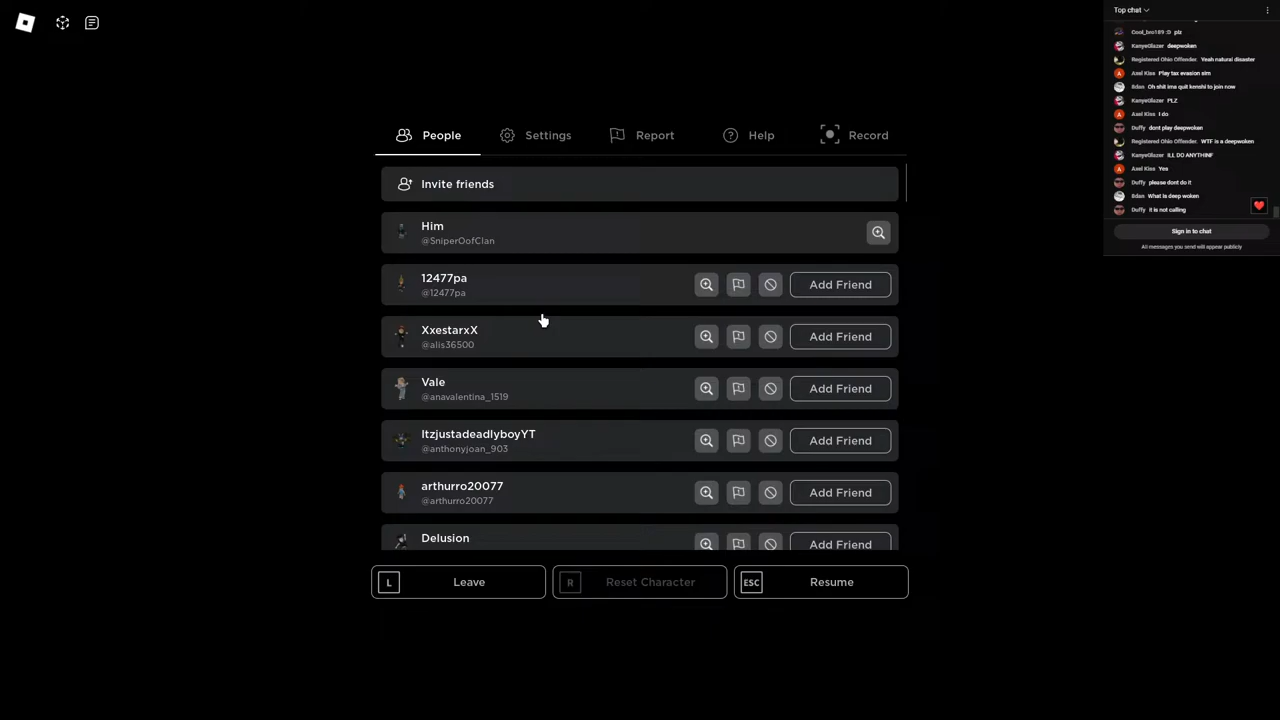 Top chat
Cool_bro189 :D plz
KanyeGlazer deepwoken
Registered Ohio Offender Yeah natural disaster
Axel Kiss Play tax evasion sim
8dan Oh shit ima quit kenshi to join now
KanyeGlazer PLZ
Axel Kiss I do
Duffy dont play deepwoken
Registered Ohio Offender WTF is a deepwoken
KanyeGlazer ILL DO ANYTHINF
Axel Kiss Yes
Duffy please dont do it
8dan What is deep woken
Duffy it is not calling
Sign in to chat
All messages you send will appear publicly
People Settings Report Help Record
Invite friends
Him
@SniperOofClan
12477pa
@12477pa
Add Friend
XxestarxX
@alis36500
Add Friend
Vale
@anavalentina_1519
Add Friend
ItzjustadeadlyboyYT
@anthonyjoan_903
Add Friend
arthurro20077
@arthurro20077
Add Friend
Delusion
Add Friend
L Leave
R Reset Character
ESC Resume